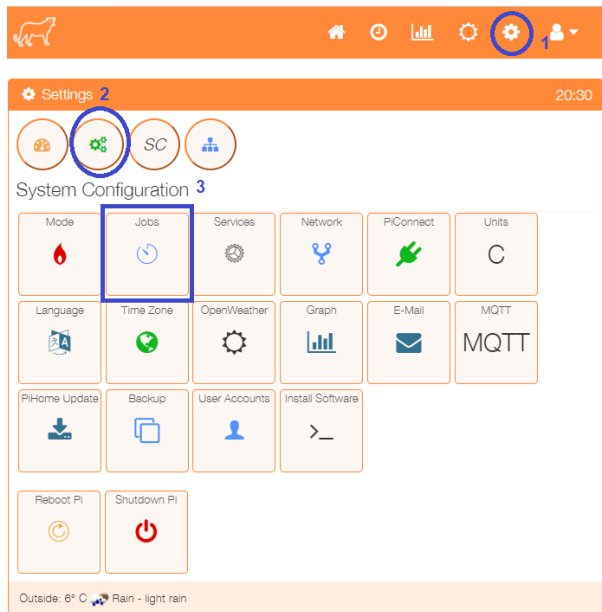 1
Settings 2 20:30
SC
System Configuration 3
Mode Jobs Services Network PiConnect Units
C
Language Time Zone OpenWeather Graph E-Mail MQTT
A MQTT
PiHome Update Backup User Accounts Install Software
>_
Reboot Pi Shutdown Pi
Outside: 6° C Rain - light rain